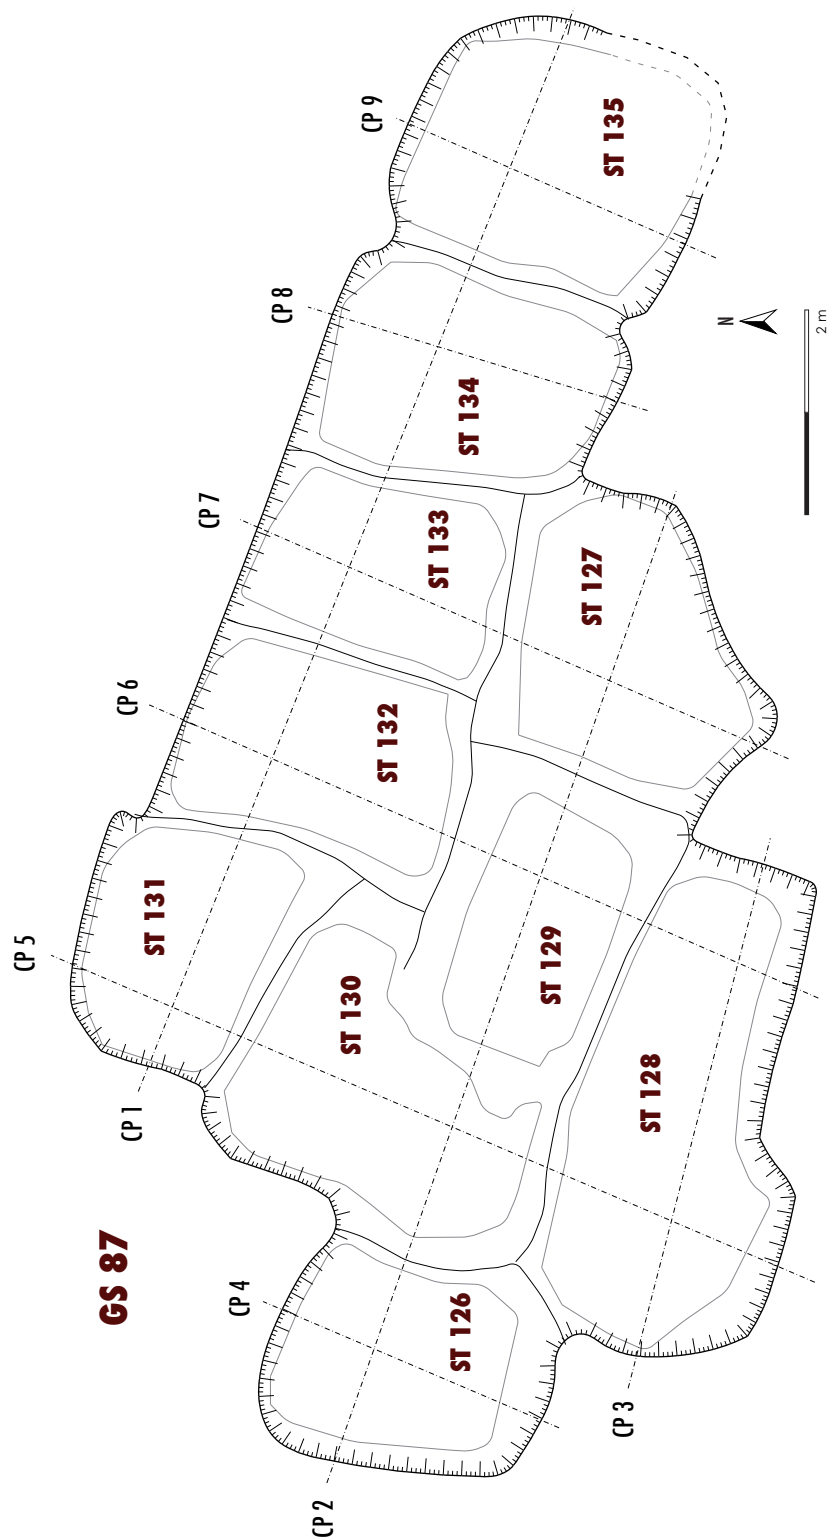 GS 87
CP 1
CP 2
CP 3
CP 4
CP 5
CP 6
CP 7
CP 8
CP 9
ST 126
ST 127
ST 128
ST 129
ST 130
ST 131
ST 132
ST 133
ST 134
ST 135
N
2 m